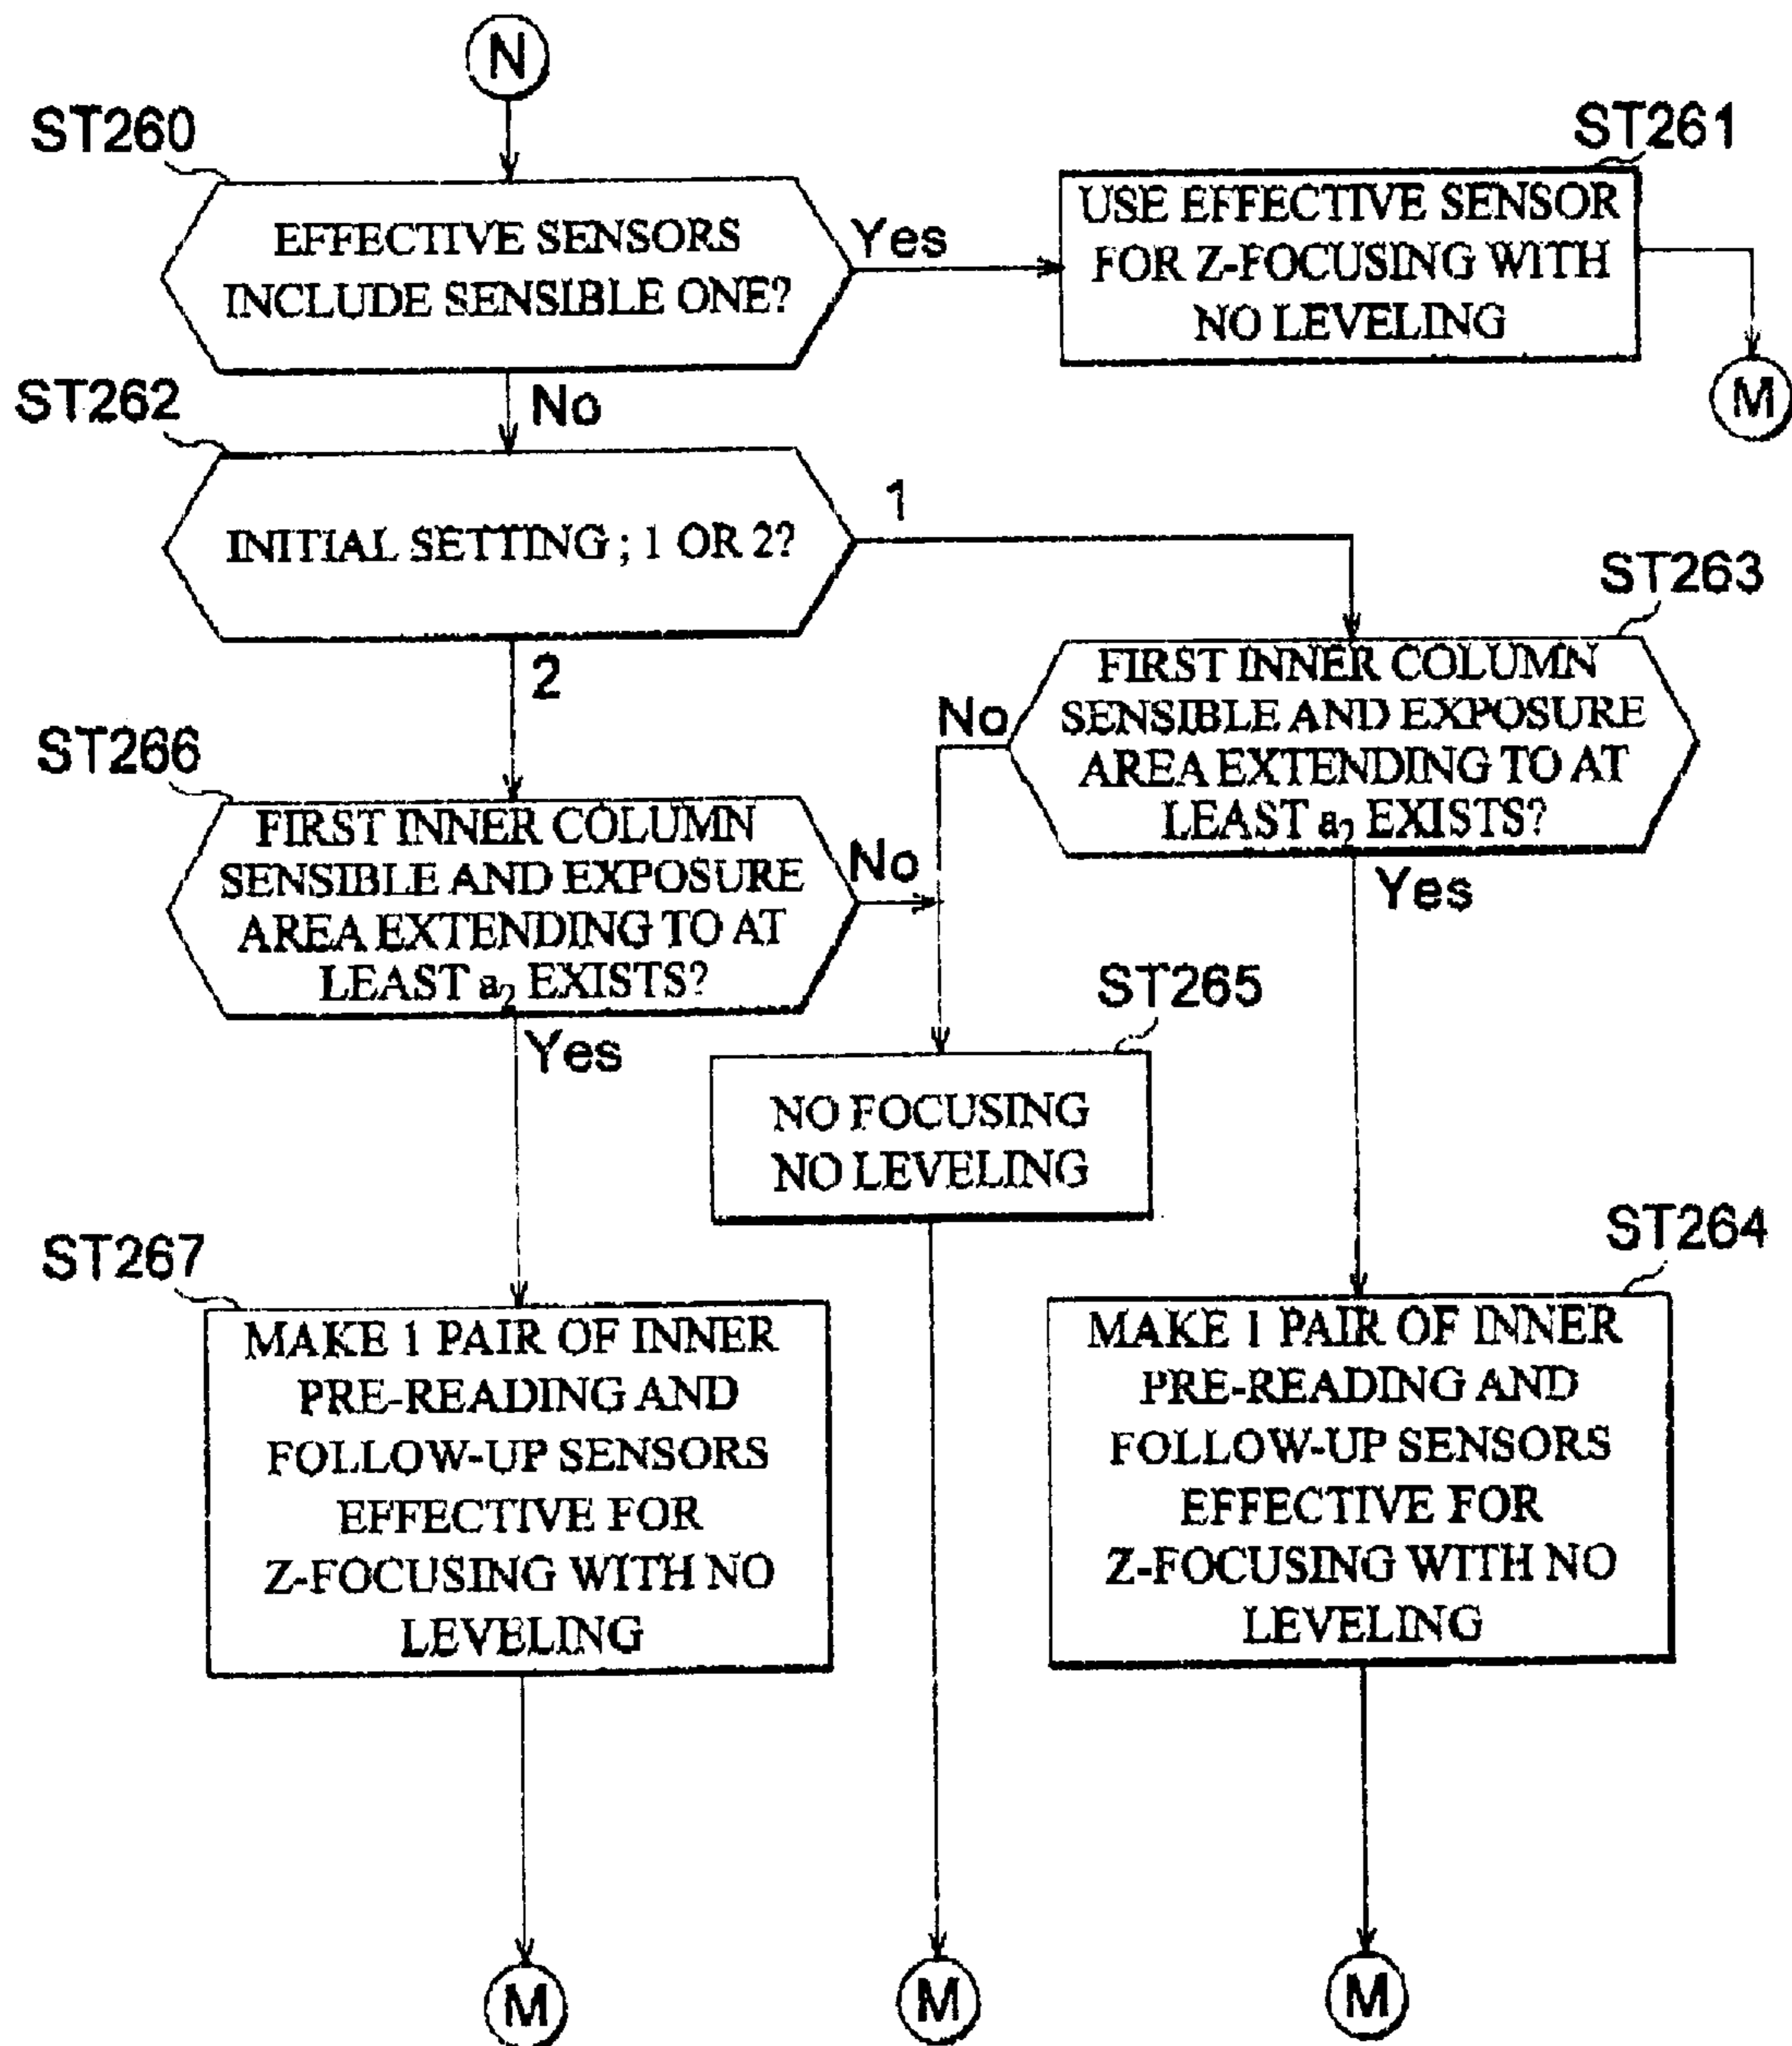 N
ST260
EFFECTIVE SENSORS
INCLUDE SENSIBLE ONE?
Yes
ST261
USE EFFECTIVE SENSOR
FOR Z-FOCUSING WITH
NO LEVELING
M
No
ST262
INITIAL SETTING ; 1 OR 2?
1
2
ST263
FIRST INNER COLUMN
SENSIBLE AND EXPOSURE
AREA EXTENDING TO AT
LEAST a₂ EXISTS?
No
Yes
ST266
FIRST INNER COLUMN
SENSIBLE AND EXPOSURE
AREA EXTENDING TO AT
LEAST a₂ EXISTS?
No
Yes
ST265
NO FOCUSING
NO LEVELING
ST267
MAKE 1 PAIR OF INNER
PRE-READING AND
FOLLOW-UP SENSORS
EFFECTIVE FOR
Z-FOCUSING WITH NO
LEVELING
ST264
MAKE 1 PAIR OF INNER
PRE-READING AND
FOLLOW-UP SENSORS
EFFECTIVE FOR
Z-FOCUSING WITH NO
LEVELING
M
M
M